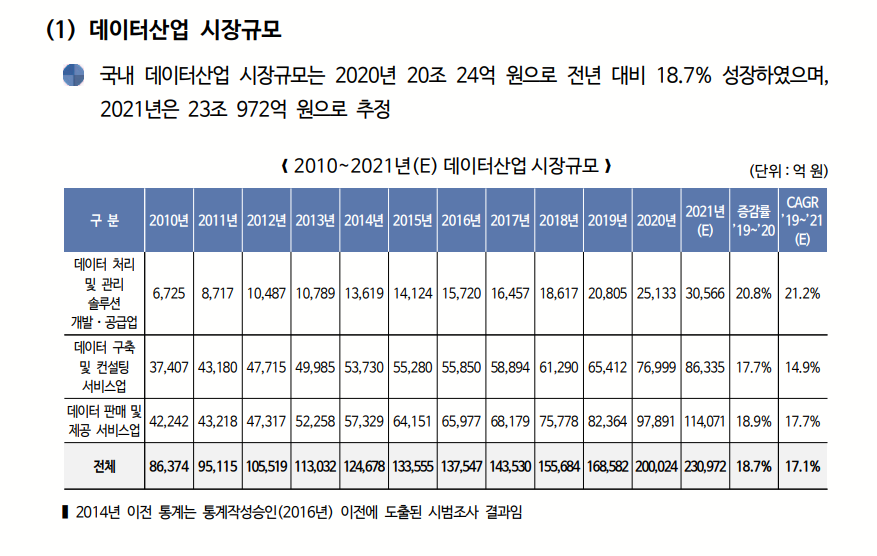 (1) 데이터산업 시장규모
국내 데이터산업 시장규모는 2020년 20조 24억 원으로 전년 대비 18.7% 성장하였으며,
2021년은 23조 972억 원으로 추정
《 2010~2021년(E) 데이터산업 시장규모 》
(단위 : 억 원)
구 분 2010년 2011년 2012년 2013년 2014년 2015년 2016년 2017년 2018년 2019년 2020년 2021년 (E) 증감률 '19~'20 CAGR '19~'21 (E)
데이터 처리 및 관리 솔루션 개발・공급업 6,725 8,717 10,487 10,789 13,619 14,124 15,720 16,457 18,617 20,805 25,133 30,566 20.8% 21.2%
데이터 구축 및 컨설팅 서비스업 37,407 43,180 47,715 49,985 53,730 55,280 55,850 58,894 61,290 65,412 76,999 86,335 17.7% 14.9%
데이터 판매 및 제공 서비스업 42,242 43,218 47,317 52,258 57,329 64,151 65,977 68,179 75,778 82,364 97,891 114,071 18.9% 17.7%
전체 86,374 95,115 105,519 113,032 124,678 133,555 137,547 143,530 155,684 168,582 200,024 230,972 18.7% 17.1%
2014년 이전 통계는 통계작성승인(2016년) 이전에 도출된 시범조사 결과임